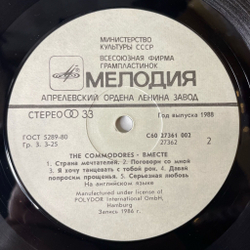 МИНИСТЕРСТВО
КУЛЬТУРЫ СССР
ВСЕСОЮЗНАЯ ФИРМА
ГРАМПЛАСТИНОК
МЕЛОДИЯ
АПРЕЛЕВСКИЙ ОРДЕНА ЛЕНИНА ЗАВОД
СТЕРЕО 33
Год выпуска 1988
ГОСТ 5289-80
Гр. 3. 3-25
С60 27361 002
27362
2
THE COMMODORES - ВМЕСТЕ
1. Страна мечтателей. 2. Поговори со мной
3. Я хочу танцевать с тобой рок. 4. Давай
попросим прощенья. 5. Серьезная любовь
На английском языке
Manufactured under license of
POLYDOR International GmbH,
Hamburg
Запись 1986 г.